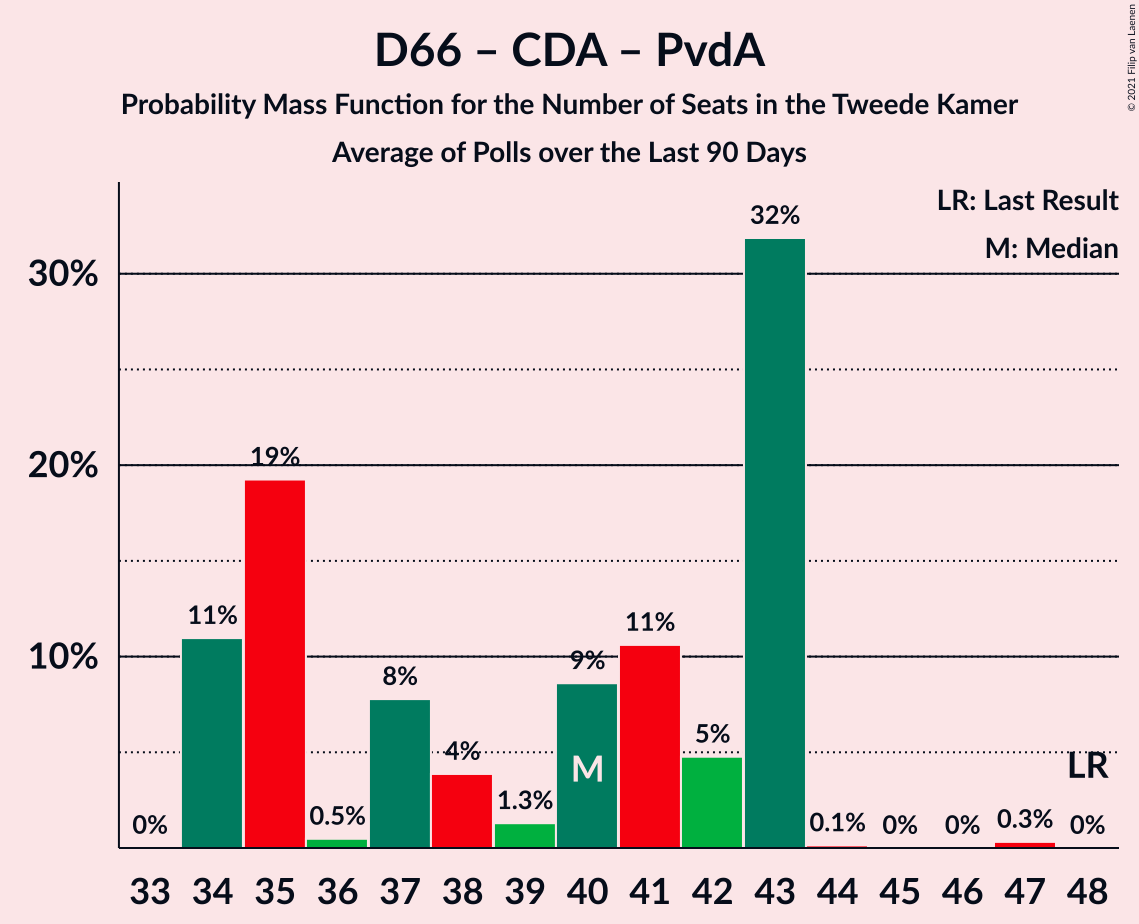 D66 – CDA – PvdA
Probability Mass Function for the Number of Seats in the Tweede Kamer
Average of Polls over the Last 90 Days
© 2021 Filip van Laenen
LR: Last Result
M: Median
32%
30%
19%
20%
11%
11%
10%
9%
8%
5%
4%
M
LR
1.3%
0%
0.5%
0.1%
0%
0%
0.3%
0%
33 34 35 36 37 38 39 40 41 42 43 44 45 46 47 48